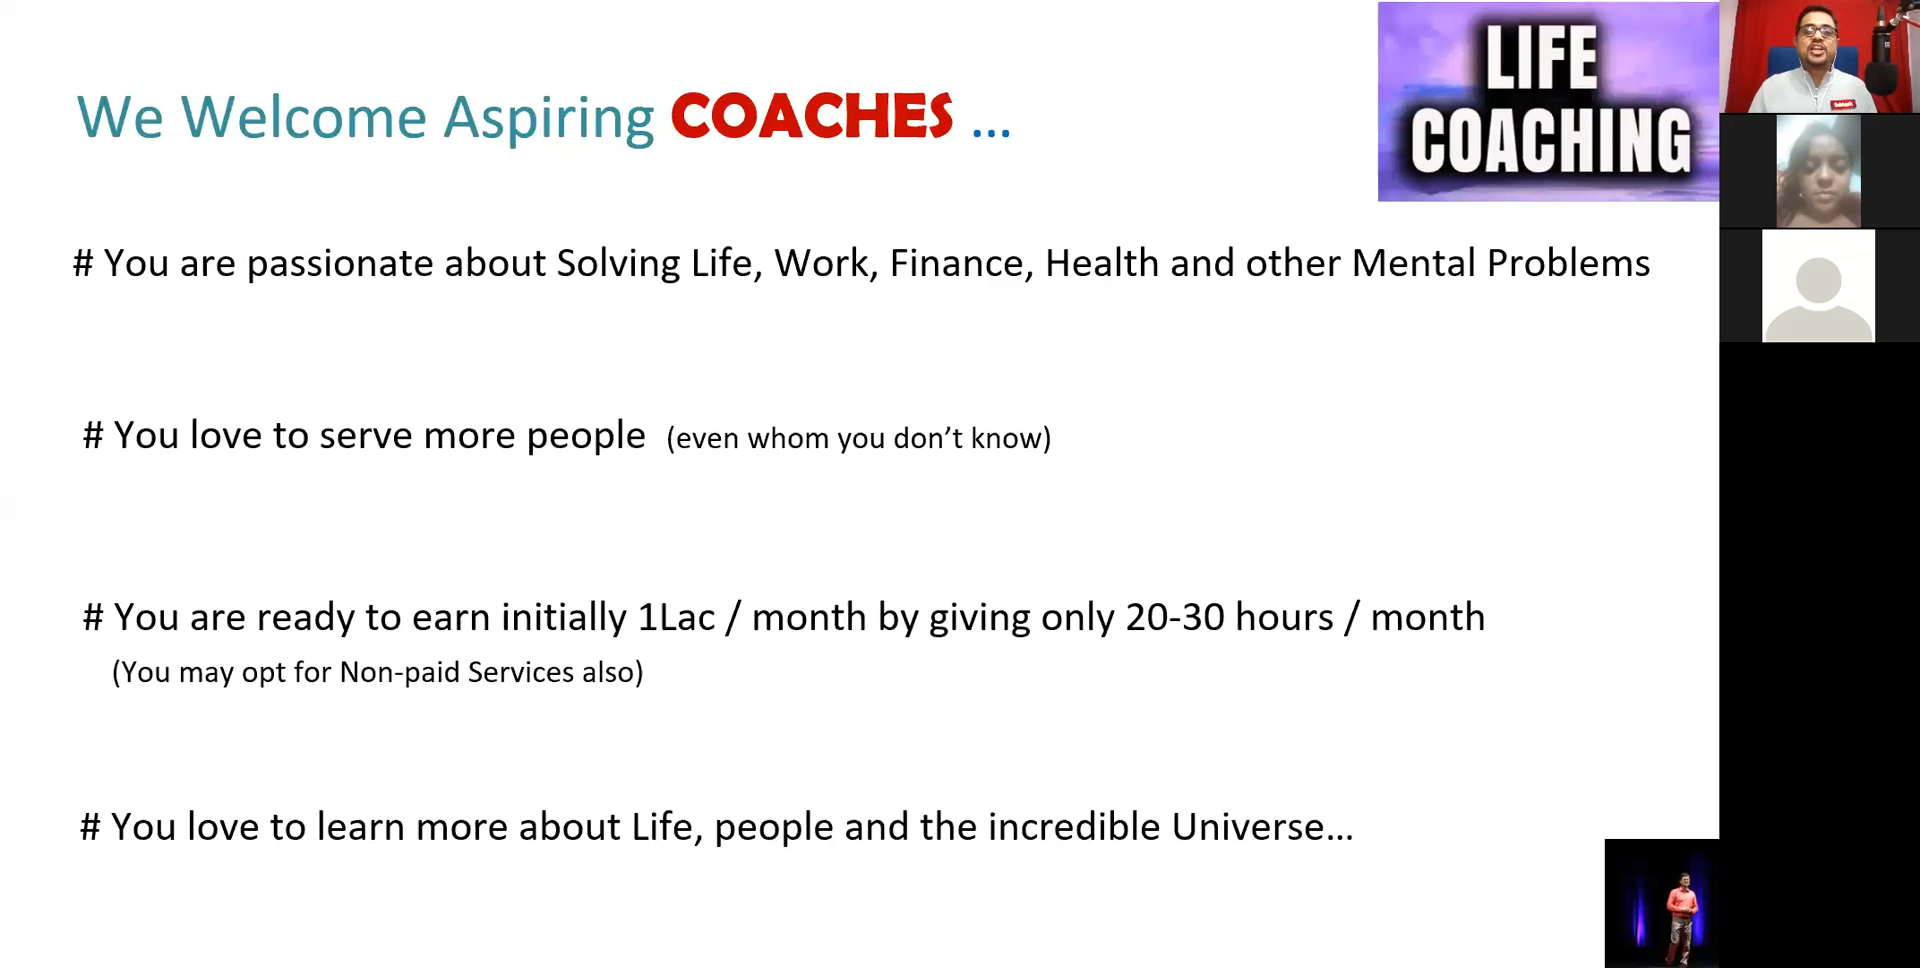 We Welcome Aspiring COACHES ...
LIFE
COACHING
# You are passionate about Solving Life, Work, Finance, Health and other Mental Problems
# You love to serve more people (even whom you don’t know)
# You are ready to earn initially 1Lac / month by giving only 20-30 hours / month
(You may opt for Non-paid Services also)
# You love to learn more about Life, people and the incredible Universe...